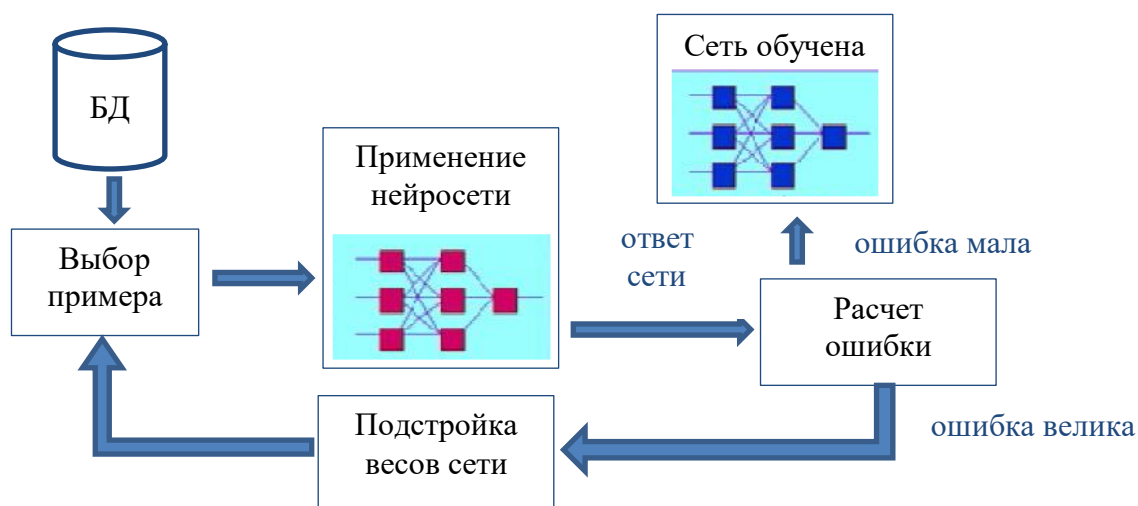 БД
Сеть обучена
Применение
нейросети
Выбор
примера
ответ
сети
ошибка мала
Расчет
ошибки
Подстройка
весов сети
ошибка велика